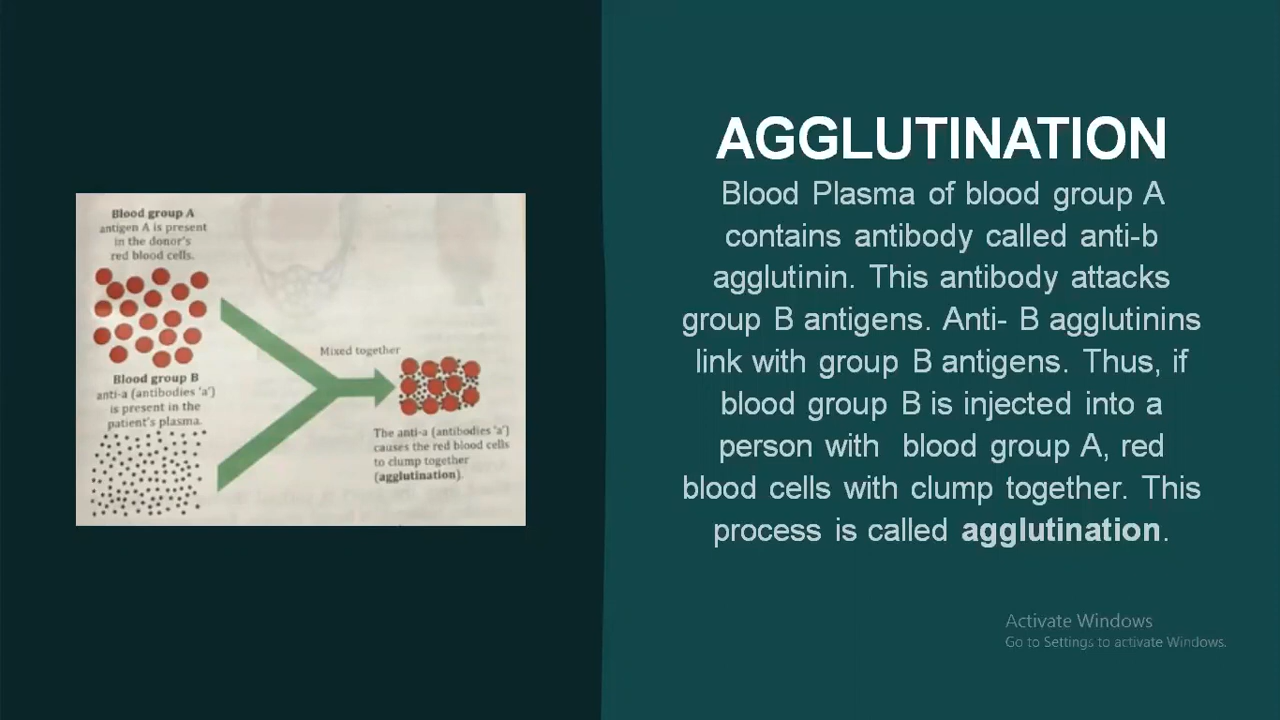 Blood group A
antigen A is present
in the donor's
red blood cells.
Blood group B
anti-a (antibodies 'a')
is present in the
patient's plasma.
Mixed together
The anti-a (antibodies 'a')
causes the red blood cells
to clump together
(agglutination).
AGGLUTINATION
Blood Plasma of blood group A
contains antibody called anti-b
agglutinin. This antibody attacks
group B antigens. Anti- B agglutinins
link with group B antigens. Thus, if
blood group B is injected into a
person with blood group A, red
blood cells with clump together. This
process is called agglutination.
Activate Windows
Go to Settings to activate Windows.